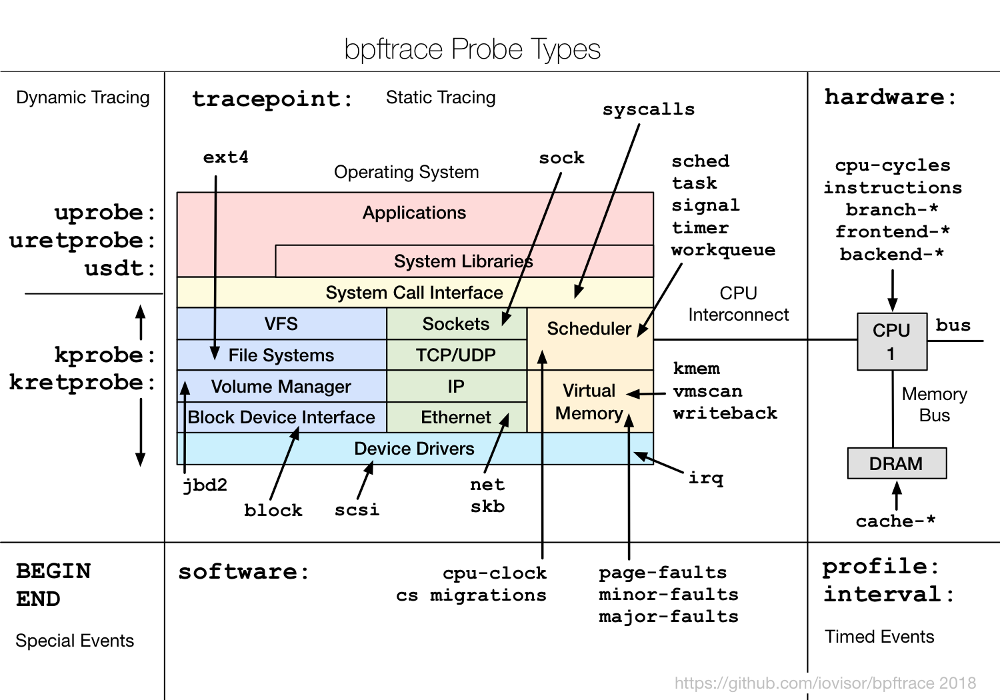 bpftrace Probe Types
Dynamic Tracing
uprobe:
uretprobe:
usdt:
kprobe:
kretprobe:
tracepoint:
Static Tracing
syscalls
ext4
sock
Operating System
sched
task
signal
timer
workqueue
Applications
System Libraries
System Call Interface
VFS
Sockets
Scheduler
File Systems
TCP/UDP
Volume Manager
IP
Virtual
Memory
Block Device Interface
Ethernet
Device Drivers
CPU
Interconnect
kmem
vmscan
writeback
irq
jbd2
block
scsi
net
skb
hardware:
cpu-cycles
instructions
branch-*
frontend-*
backend-*
CPU
1
bus
Memory
Bus
DRAM
cache-*
BEGIN
END
Special Events
software:
cpu-clock
cs migrations
page-faults
minor-faults
major-faults
profile:
interval:
Timed Events
https://github.com/iovisor/bpftrace 2018